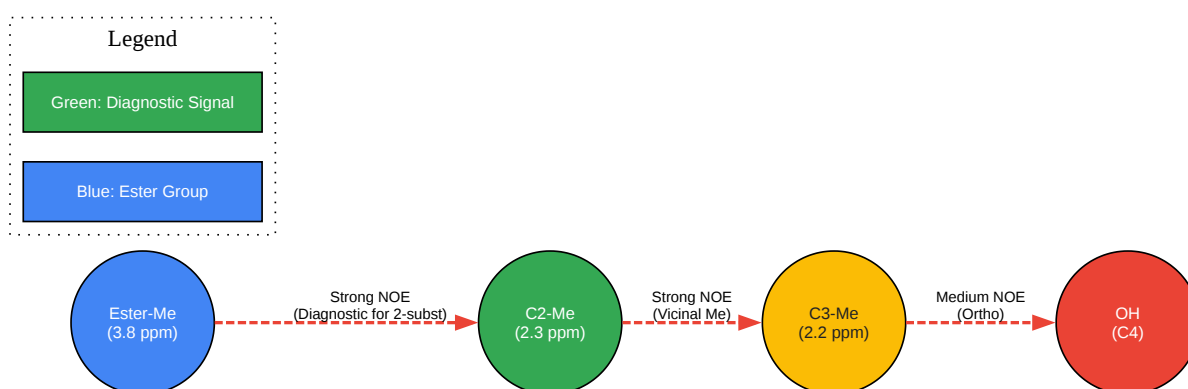 Legend
Green: Diagnostic Signal
Blue: Ester Group
Ester-Me
(3.8 ppm)
Strong NOE
(Diagnostic for 2-subst)
C2-Me
(2.3 ppm)
Strong NOE
(Vicinal Me)
C3-Me
(2.2 ppm)
Medium NOE
(Ortho)
OH
(C4)